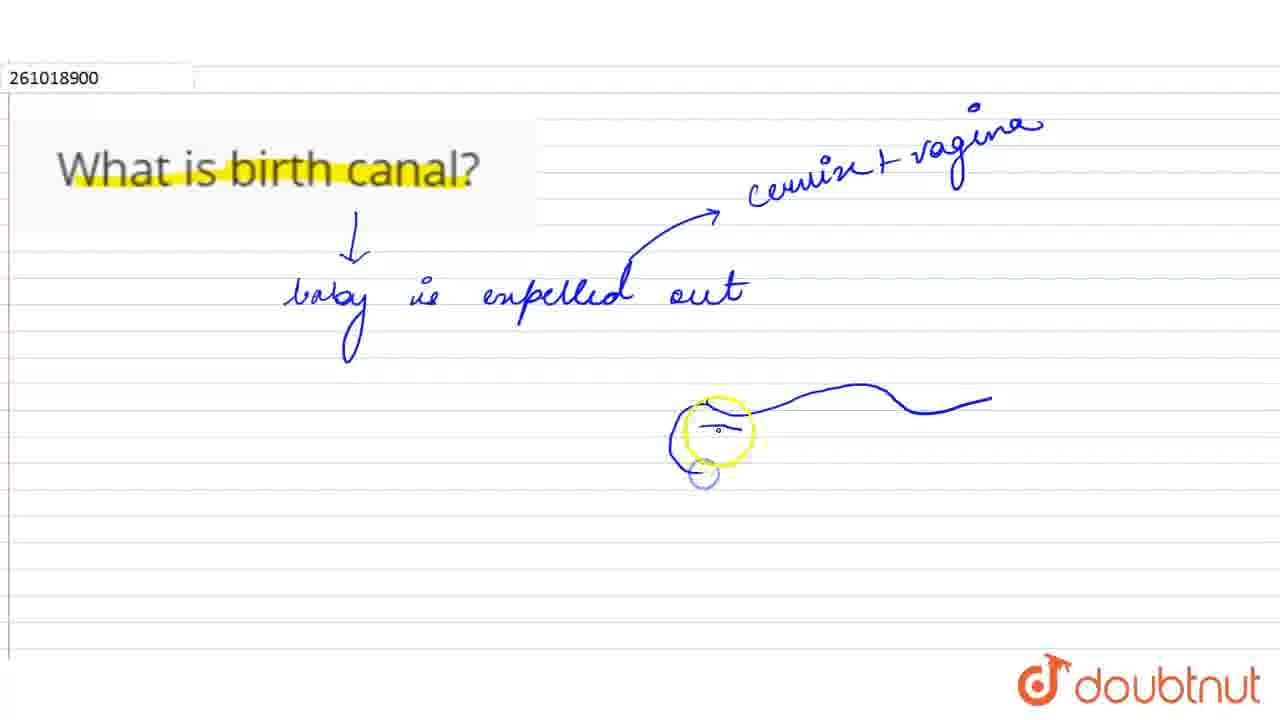 261018900
What is birth canal?
cervix + vagina
baby is expelled out
doubtnut